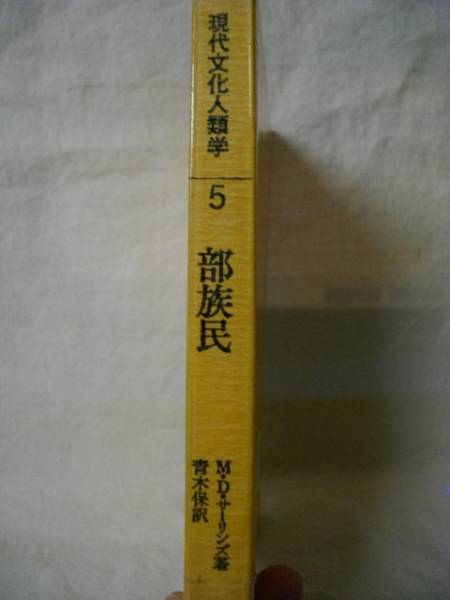 現代文化人類学
5
部族民
M・D・サーリンズ著
青木保訳